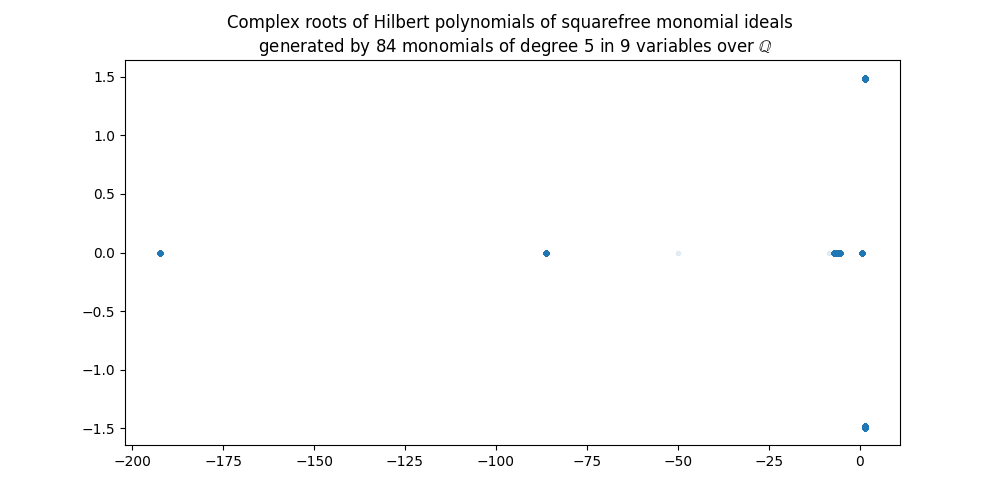 Complex roots of Hilbert polynomials of squarefree monomial ideals
generated by 84 monomials of degree 5 in 9 variables over ℚ
1.5
1.0
0.5
0.0
−0.5
−1.0
−1.5
−200 −175 −150 −125 −100 −75 −50 −25 0